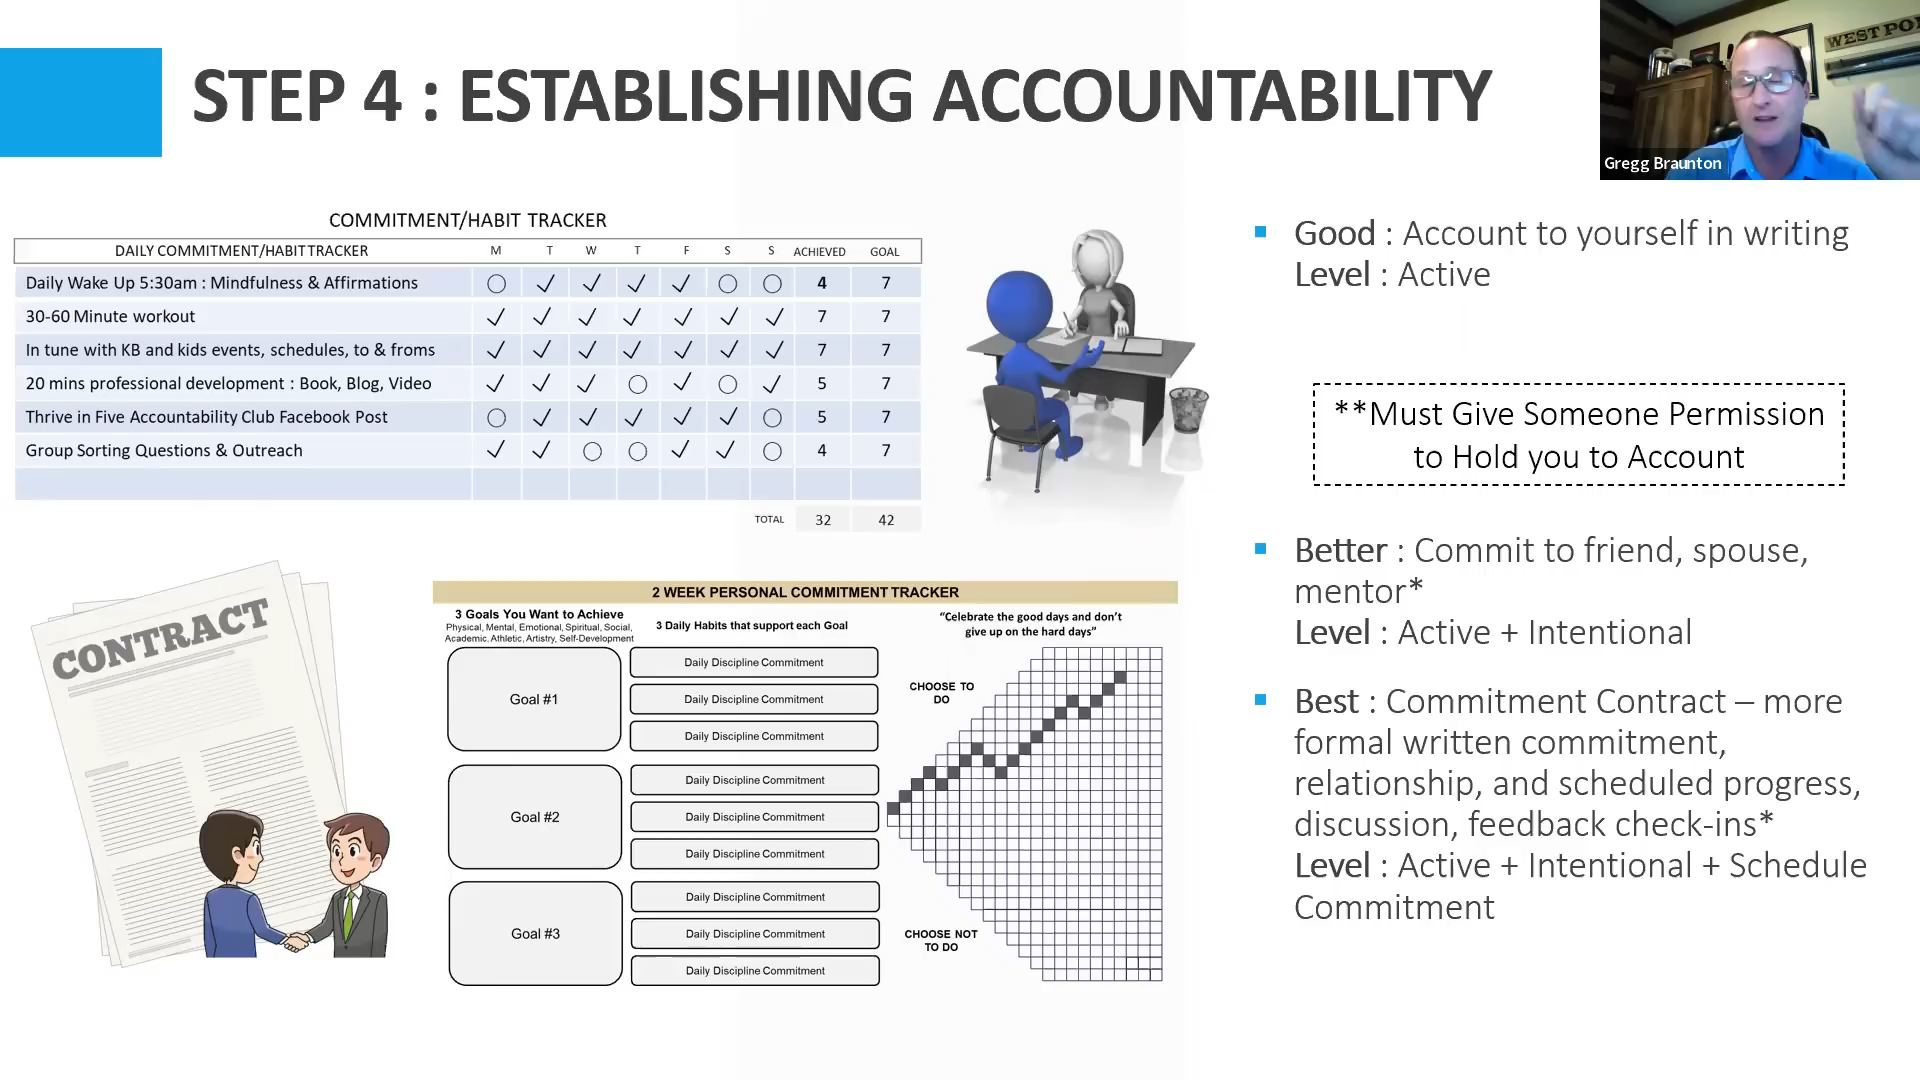 STEP 4 : ESTABLISHING ACCOUNTABILITY
WEST PO
Gregg Braunton
COMMITMENT/HABIT TRACKER
DAILY COMMITMENT/HABIT TRACKER M T W T F S S ACHIEVED GOAL
Daily Wake Up 5:30am : Mindfulness & Affirmations ○ ✓ ✓ ✓ ✓ ○ ○ 4 7
30-60 Minute workout ✓ ✓ ✓ ✓ ✓ ✓ ✓ 7 7
In tune with KB and kids events, schedules, to & froms ✓ ✓ ✓ ✓ ✓ ✓ ✓ 7 7
20 mins professional development : Book, Blog, Video ✓ ✓ ✓ ○ ✓ ○ ✓ 5 7
Thrive in Five Accountability Club Facebook Post ○ ✓ ✓ ✓ ✓ ✓ ○ 5 7
Group Sorting Questions & Outreach ✓ ✓ ○ ○ ✓ ✓ ○ 4 7
TOTAL 32 42
CONTRACT
2 WEEK PERSONAL COMMITMENT TRACKER
3 Goals You Want to Achieve
Physical, Mental, Emotional, Spiritual, Social,
Academic, Athletic, Artistry, Self-Development
3 Daily Habits that support each Goal
“Celebrate the good days and don’t
give up on the hard days”
Goal #1
Daily Discipline Commitment
Daily Discipline Commitment
Daily Discipline Commitment
Goal #2
Daily Discipline Commitment
Daily Discipline Commitment
Daily Discipline Commitment
Goal #3
Daily Discipline Commitment
Daily Discipline Commitment
Daily Discipline Commitment
CHOOSE TO
DO
CHOOSE NOT
TO DO
Good : Account to yourself in writing
Level : Active
**Must Give Someone Permission
to Hold you to Account
Better : Commit to friend, spouse,
mentor*
Level : Active + Intentional
Best : Commitment Contract – more
formal written commitment,
relationship, and scheduled progress,
discussion, feedback check-ins*
Level : Active + Intentional + Schedule
Commitment